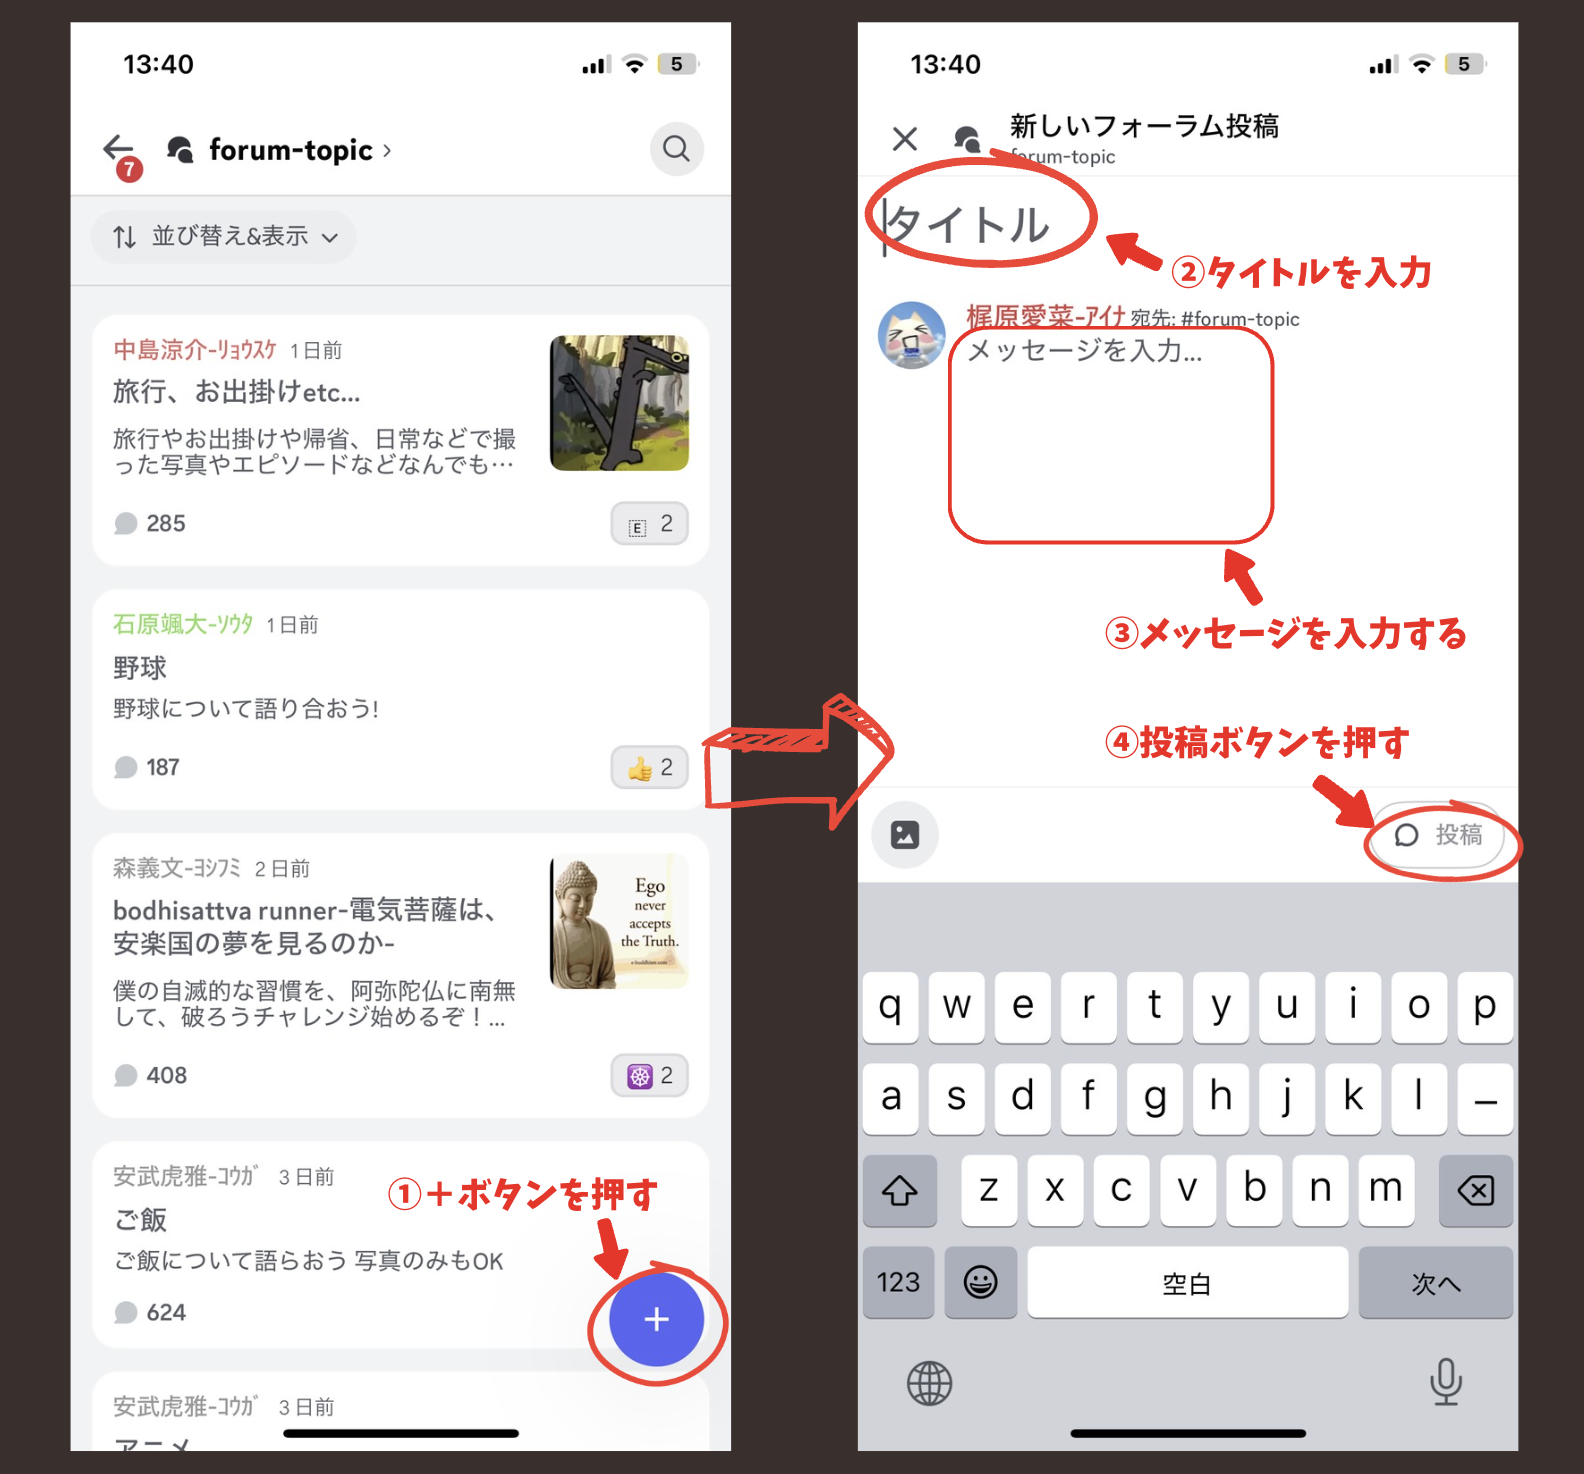 13:40
5
7
forum-topic
並び替え&表示
中島涼介-ﾘｮｳｽｹ 1日前
旅行、お出掛けetc...
旅行やお出掛けや帰省、日常などで撮
った写真やエピソードなどなんでも…
285
E 2
石原颯大-ｿｳﾀ 1日前
野球
野球について語り合おう!
187
👍 2
森義文-ﾖｼﾌﾐ 2日前
bodhisattva runner-電気菩薩は、
安楽国の夢を見るのか-
僕の自滅的な習慣を、阿弥陀仏に南無
して、破ろうチャレンジ始めるぞ！...
Ego
never
accepts
the Truth.
408
☸️ 2
安武虎雅-ｺｳｶﾞ 3日前
ご飯
ご飯について語らおう 写真のみもOK
624
①＋ボタンを押す
+
安武虎雅-ｺｳｶﾞ 3日前
アニメ
13:40
5
新しいフォーラム投稿
forum-topic
タイトル
②タイトルを入力
梶原愛菜-ｱｲﾅ 宛先: #forum-topic
メッセージを入力...
③メッセージを入力する
④投稿ボタンを押す
投稿
q w e r t y u i o p
a s d f g h j k l ー
z x c v b n m
123 空白 次へ